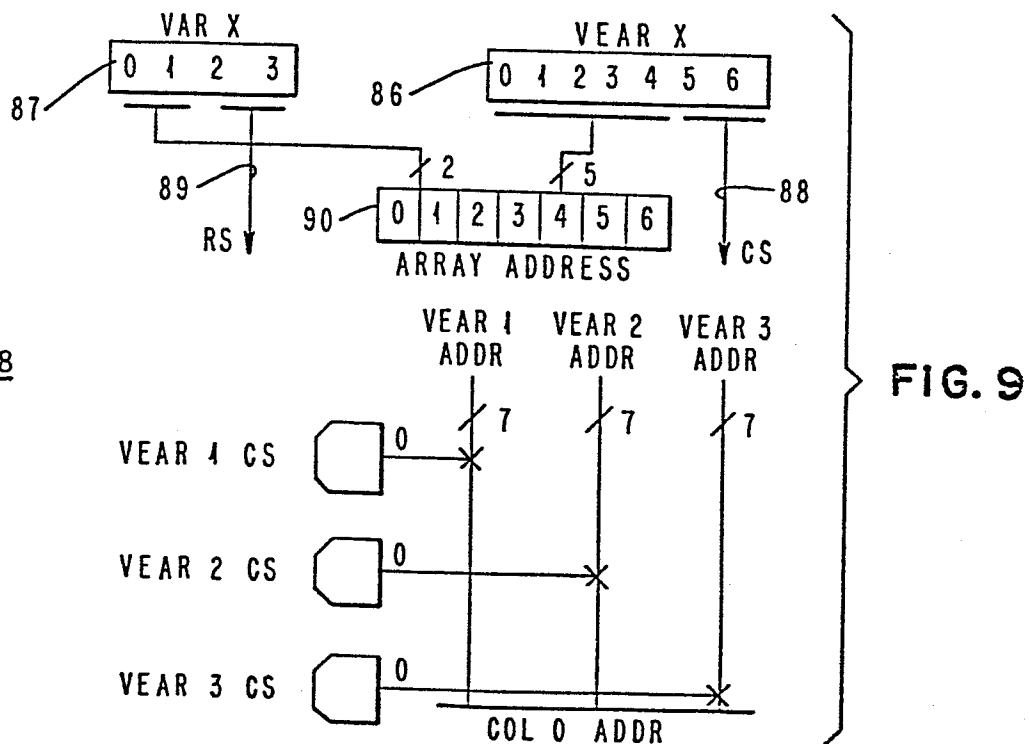 VAR X
VEAR X
0 1 2 3
0 1 2 3 4 5 6
87
86
2
5
89
88
90
0 1 2 3 4 5 6
RS
CS
ARRAY ADDRESS
VEAR 1 ADDR
VEAR 2 ADDR
VEAR 3 ADDR
8
FIG. 9
7
7
7
VEAR 1 CS
0
VEAR 2 CS
0
VEAR 3 CS
0
COL 0 ADDR